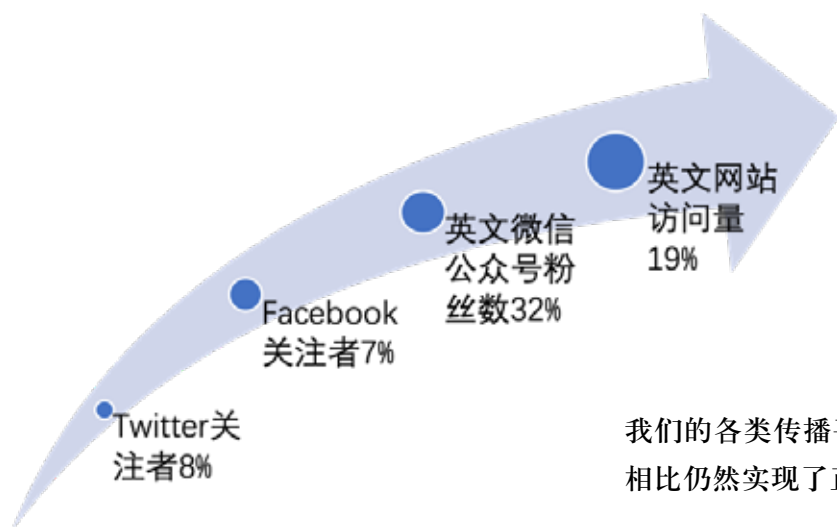 英文网站
访问量
19%
英文微信
公众号粉
丝数32%
Facebook
关注者7%
Twitter关
注者8%
我们的各类传播
相比仍然实现了